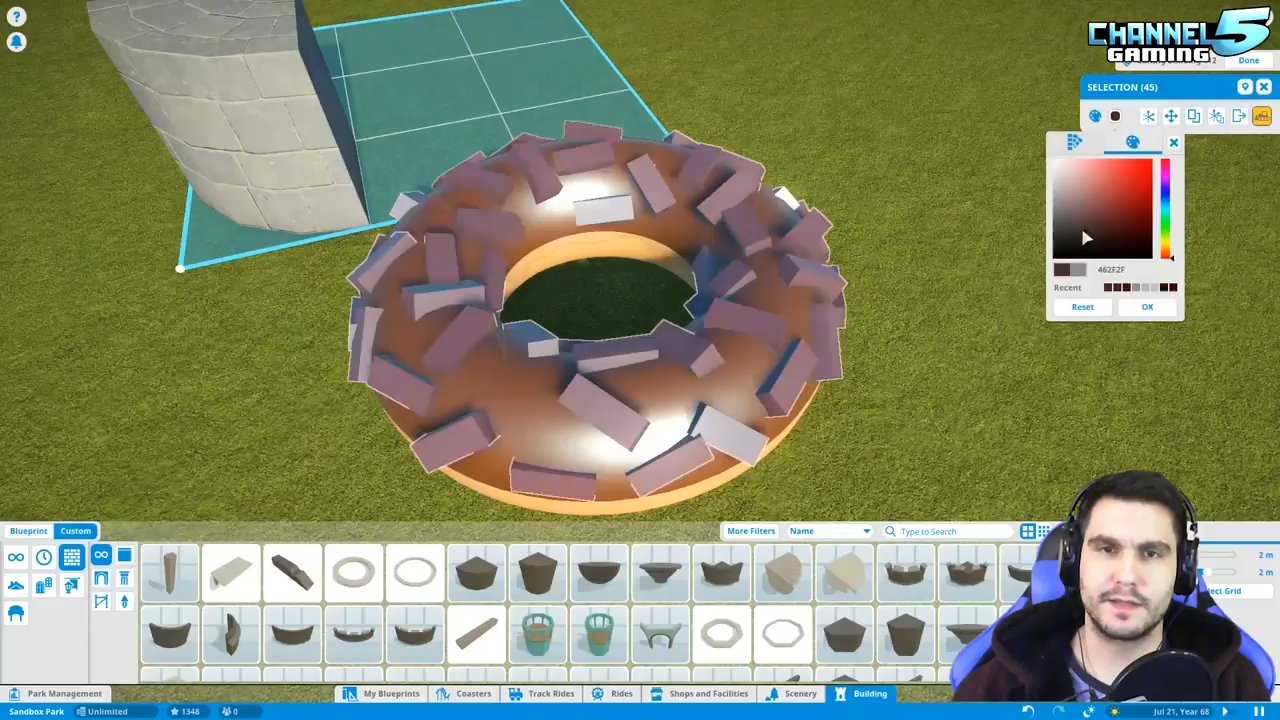 CHANNEL 5
GAMING
Done
SELECTION (45)
462F2F
Recent
Reset
OK
Blueprint
Custom
More Filters
Name
Type to Search
2 m
2 m
ect Grid
Park Management
My Blueprints
Coasters
Track Rides
Rides
Shops and Facilities
Scenery
Building
Sandbox Park
Unlimited
1348
0
Jul 21, Year 68